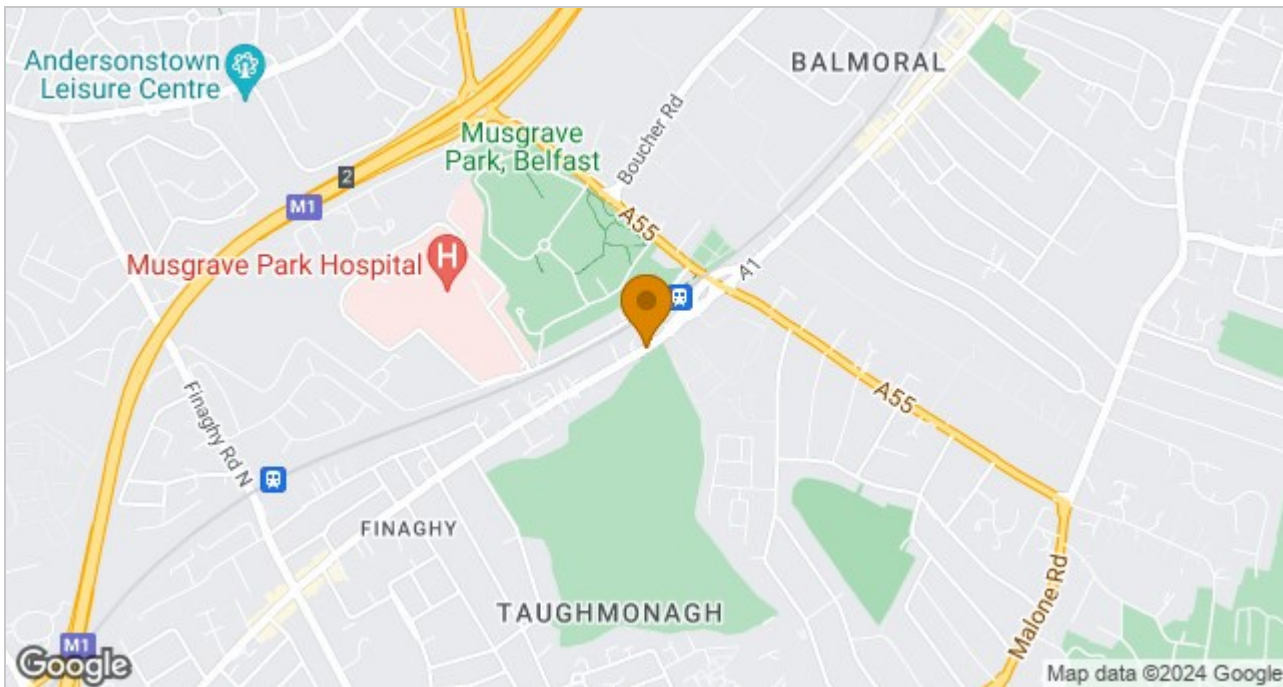 Andersonstown
Leisure Centre
BALMORAL
Boucher Rd
Musgrave
Park, Belfast
2
M1
A55
Musgrave Park Hospital
H
A1
A55
Finaghy Rd N
FINAGHY
TAUGHMONAGH
Malone Rd
M1
Google
Map data ©2024 Google